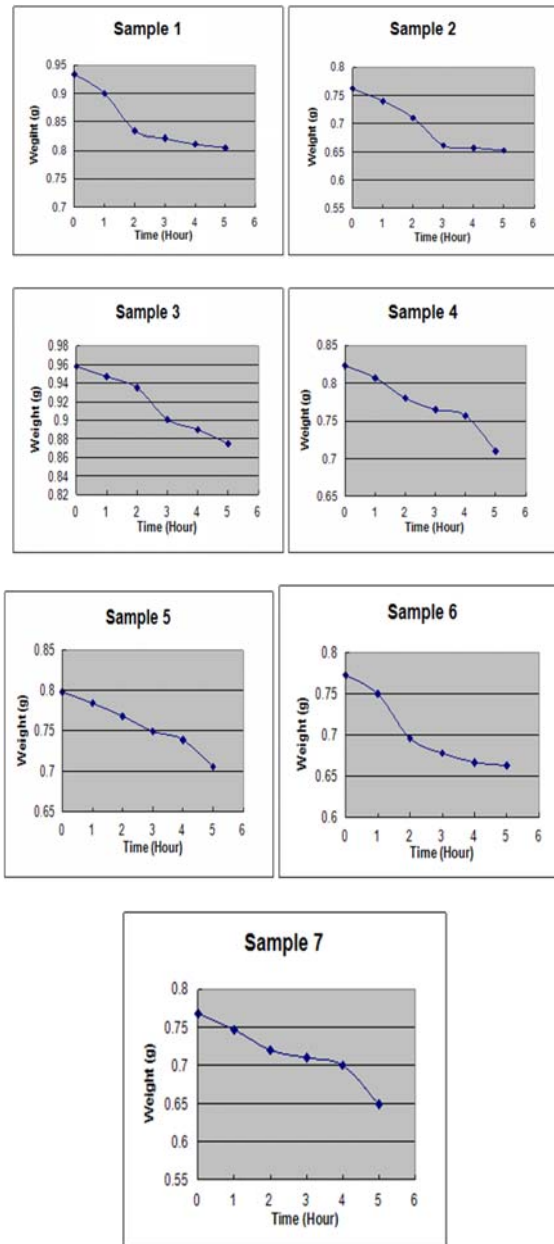 Sample 1
0.95
0.9
0.85
0.8
0.75
0.7
Weight (g)
0 1 2 3 4 5 6
Time (Hour)
Sample 2
0.8
0.75
0.7
0.65
0.6
0.55
Weight (g)
0 1 2 3 4 5 6
Time (Hour)
Sample 3
0.98
0.96
0.94
0.92
0.9
0.88
0.86
0.84
0.82
Weight (g)
0 1 2 3 4 5 6
Time (Hour)
Sample 4
0.85
0.8
0.75
0.7
0.65
Weight (g)
0 1 2 3 4 5 6
Time (Hour)
Sample 5
0.85
0.8
0.75
0.7
0.65
Weight (g)
0 1 2 3 4 5 6
Time (Hour)
Sample 6
0.8
0.75
0.7
0.65
0.6
Weight (g)
0 1 2 3 4 5 6
Time (Hour)
Sample 7
0.8
0.75
0.7
0.65
0.6
0.55
Weight (g)
0 1 2 3 4 5 6
Time (Hour)